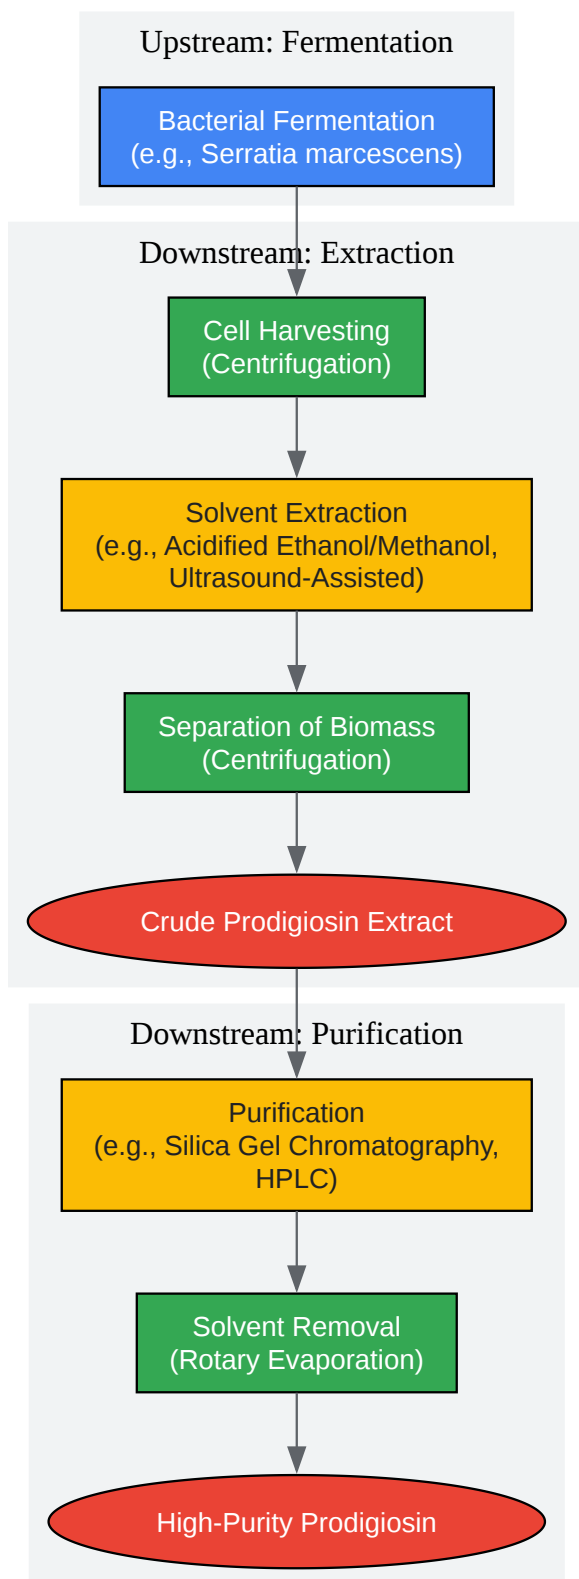 Upstream: Fermentation
Bacterial Fermentation
(e.g., Serratia marcescens)
Downstream: Extraction
Cell Harvesting
(Centrifugation)
Solvent Extraction
(e.g., Acidified Ethanol/Methanol,
Ultrasound-Assisted)
Separation of Biomass
(Centrifugation)
Crude Prodigiosin Extract
Downstream: Purification
Purification
(e.g., Silica Gel Chromatography,
HPLC)
Solvent Removal
(Rotary Evaporation)
High-Purity Prodigiosin